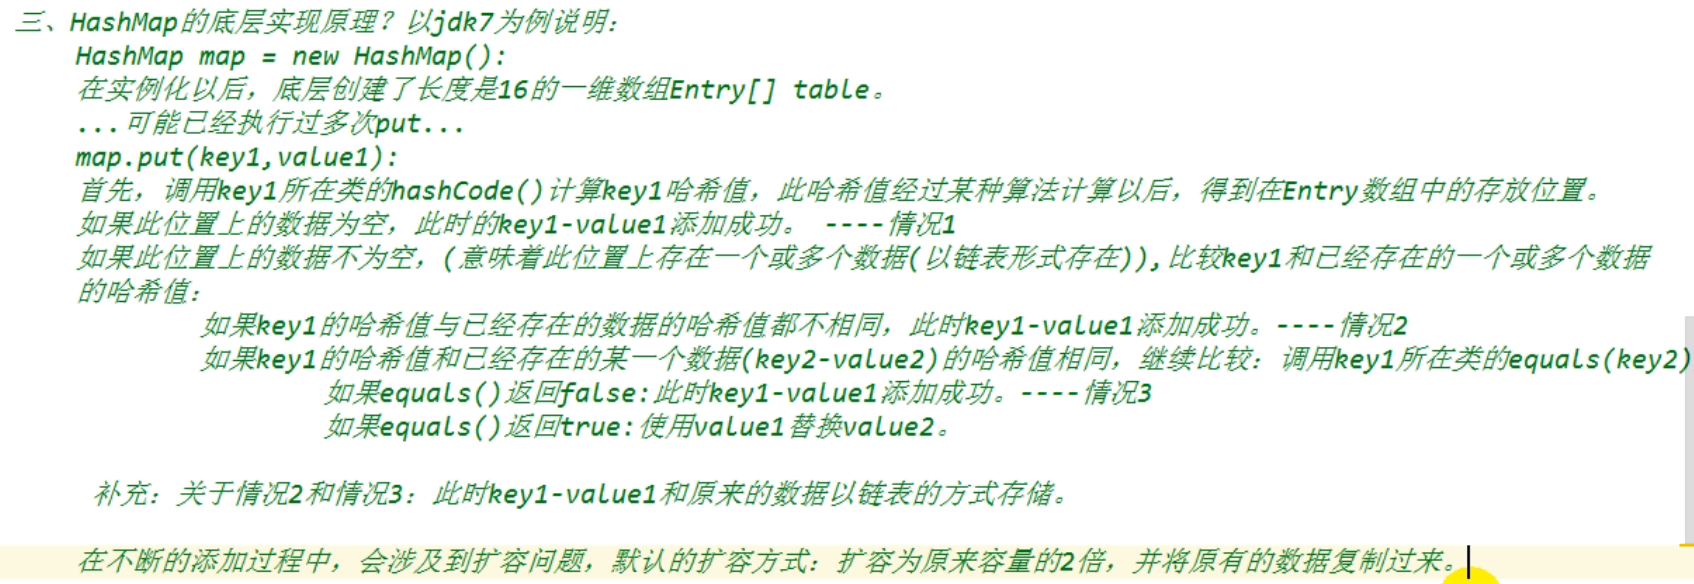 三、HashMap的底层实现原理？以jdk7为例说明：
HashMap map = new HashMap():
在实例化以后，底层创建了长度是16的一维数组Entry[] table。
...可能已经执行过多次put...
map.put(key1,value1):
首先，调用key1所在类的hashCode()计算key1哈希值，此哈希值经过某种算法计算以后，得到在Entry数组中的存放位置。
如果此位置上的数据为空，此时的key1-value1添加成功。 ----情况1
如果此位置上的数据不为空，(意味着此位置上存在一个或多个数据(以链表形式存在)),比较key1和已经存在的一个或多个数据
的哈希值：
如果key1的哈希值与已经存在的数据的哈希值都不相同，此时key1-value1添加成功。----情况2
如果key1的哈希值和已经存在的某一个数据(key2-value2)的哈希值相同，继续比较：调用key1所在类的equals(key2)
如果equals()返回false:此时key1-value1添加成功。----情况3
如果equals()返回true:使用value1替换value2。
补充：关于情况2和情况3：此时key1-value1和原来的数据以链表的方式存储。
在不断的添加过程中，会涉及到扩容问题，默认的扩容方式：扩容为原来容量的2倍，并将原有的数据复制过来。